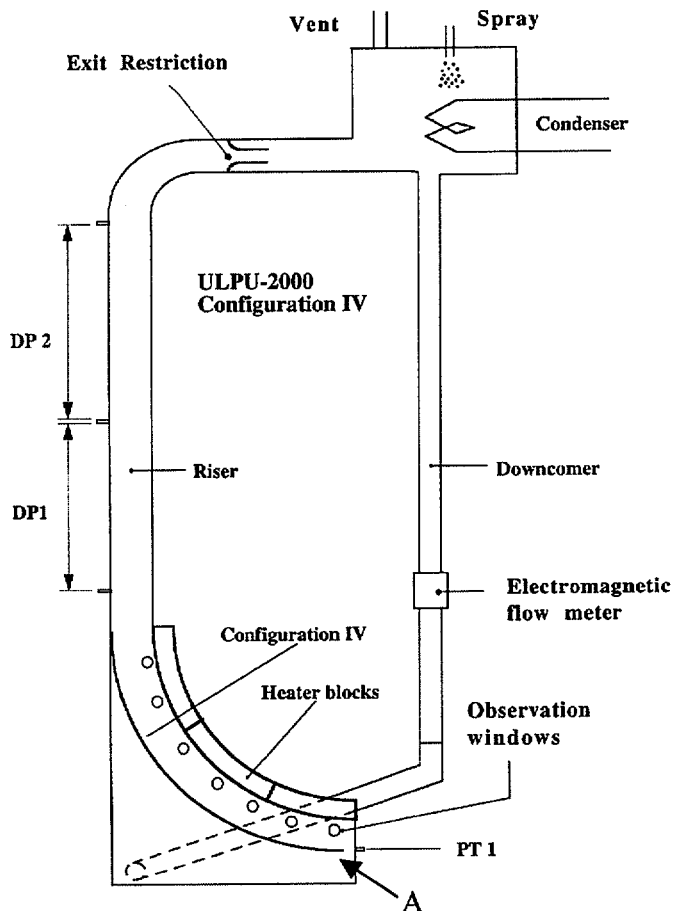 Vent
Spray
Exit Restriction
Condenser
ULPU-2000
Configuration IV
DP 2
Riser
Downcomer
DP1
Electromagnetic
flow meter
Configuration IV
Heater blocks
Observation
windows
PT 1
A